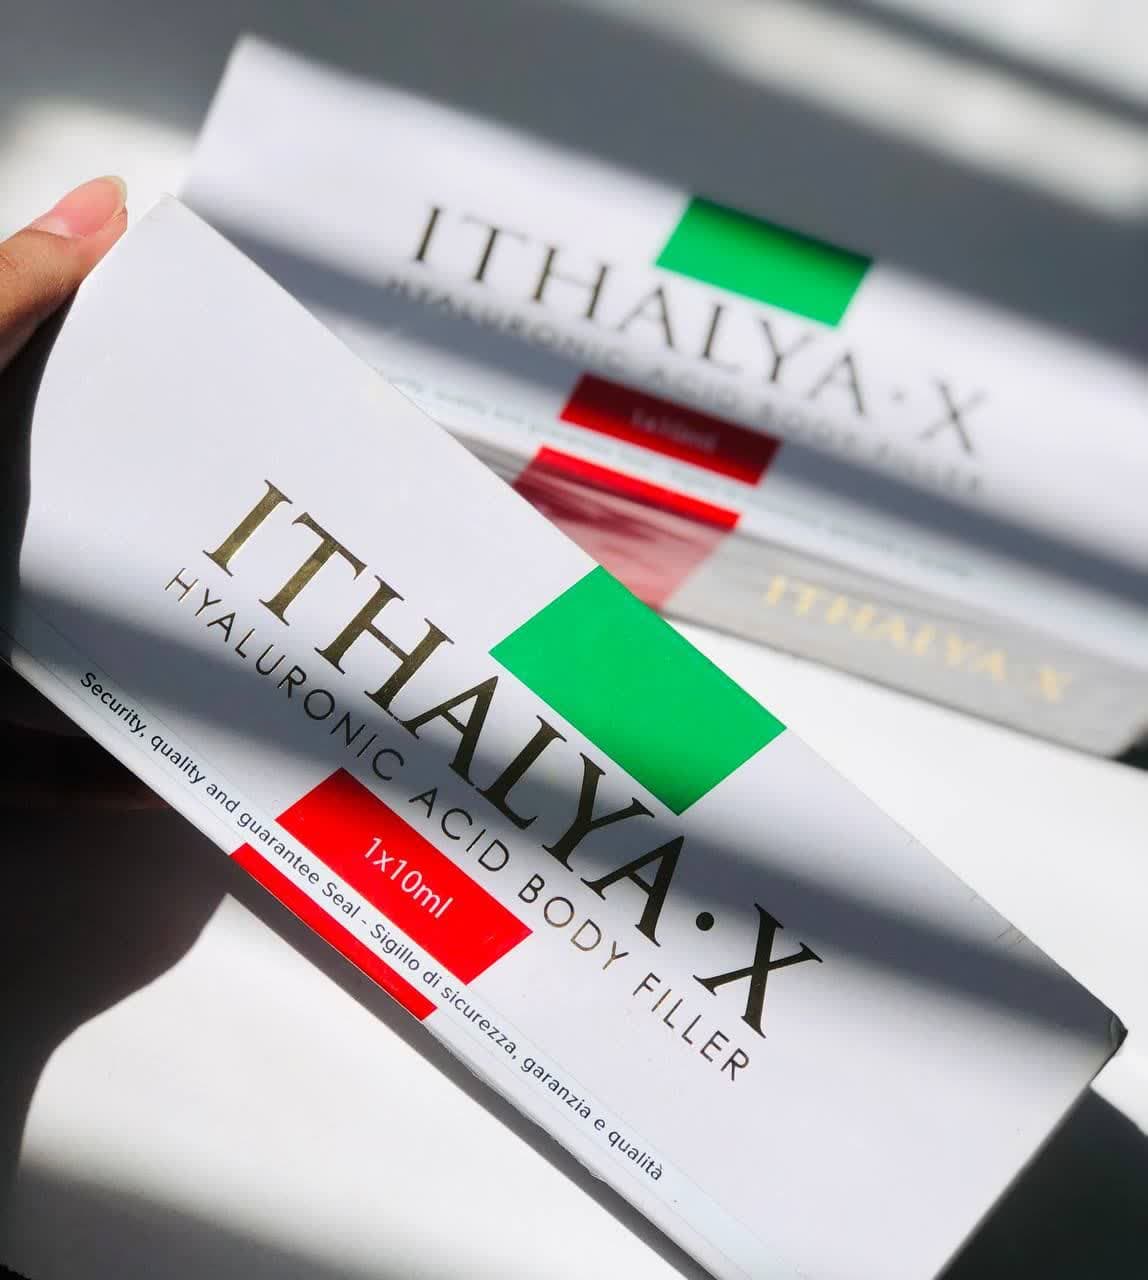 ITHALYA·X
HYALURONIC ACID BODY FILLER
1x10ml
ITHALYA·X
ITHALYA·X
HYALURONIC ACID BODY FILLER
1x10ml
Security, quality and guarantee Seal - Sigillo di sicurezza, garanzia e qualità